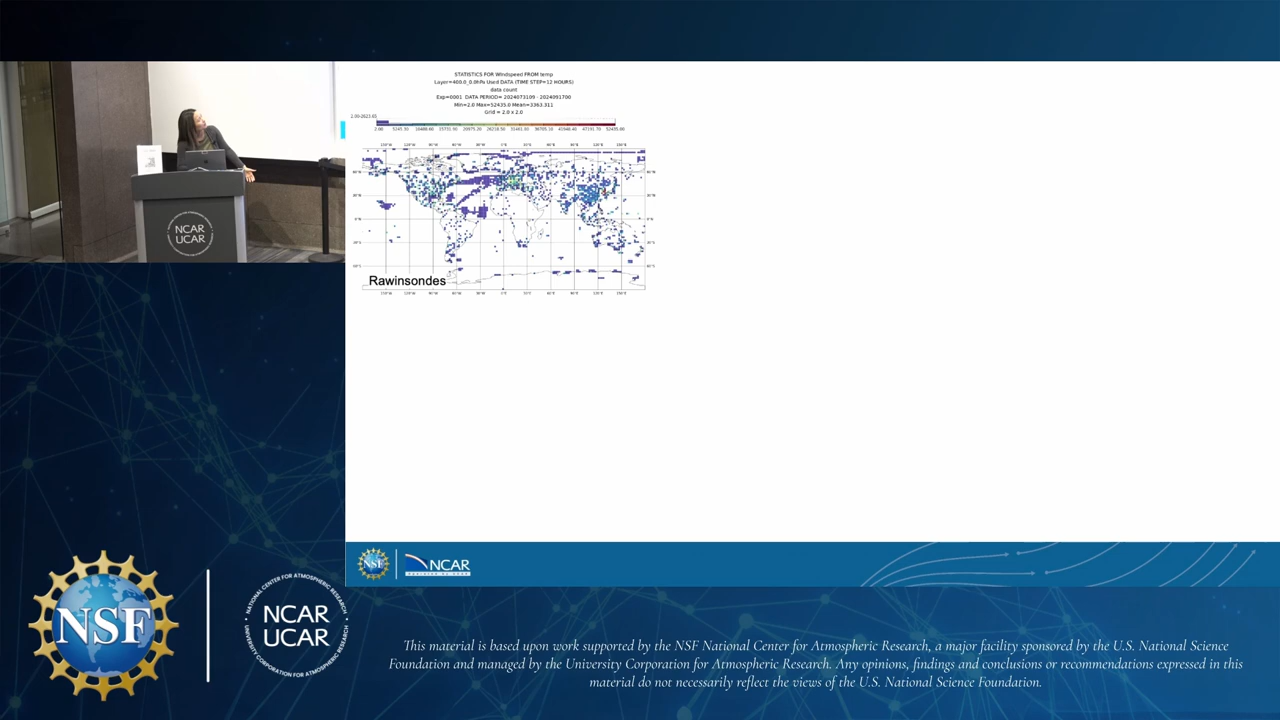 STATISTICS FOR Windspeed FROM temp
Layer=400.0_0.0hPa Used DATA (TIME STEP=12 HOURS)
data count
Exp=0001 DATA PERIOD= 2024073109 - 2024091700
Min=2.0 Max=52435.0 Mean=3363.311
Grid = 2.0 x 2.0
Rawinsondes
NCAR
UCAR
NSF
NCAR
NSF
NATIONAL CENTER FOR ATMOSPHERIC RESEARCH
NCAR
UCAR
UNIVERSITY CORPORATION FOR ATMOSPHERIC RESEARCH
This material is based upon work supported by the NSF National Center for Atmospheric Research, a major facility sponsored by the U.S. National Science
Foundation and managed by the University Corporation for Atmospheric Research. Any opinions, findings and conclusions or recommendations expressed in this
material do not necessarily reflect the views of the U.S. National Science Foundation.